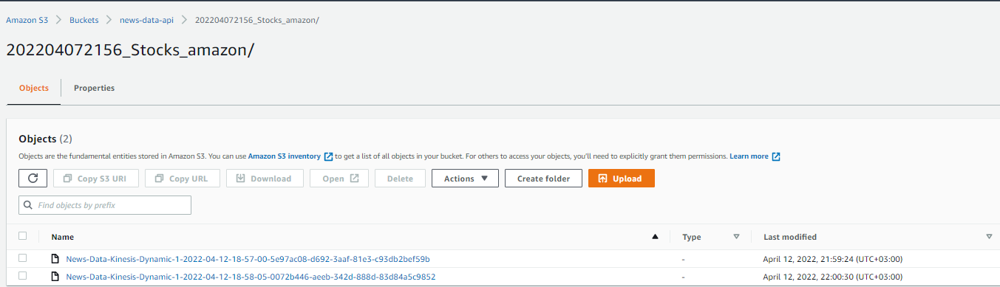 Amazon S3 > Buckets > news-data-api > 202204072156_Stocks_amazon/
202204072156_Stocks_amazon/
Objects Properties
Objects (2)
Objects are the fundamental entities stored in Amazon S3. You can use Amazon S3 inventory to get a list of all objects in your bucket. For others to access your objects, you'll need to explicitly grant them permissions. Learn more
Copy S3 URI Copy URL Download Open Delete Actions Create folder Upload
Find objects by prefix
Name Type Last modified
News-Data-Kinesis-Dynamic-1-2022-04-12-18-57-00-5e97ac08-d692-3aaf-81e3-c93db2bef59b - April 12, 2022, 21:59:24 (UTC+03:00)
News-Data-Kinesis-Dynamic-1-2022-04-12-18-58-05-0072b446-aeeb-342d-888d-83d84a5c9852 - April 12, 2022, 22:00:30 (UTC+03:00)